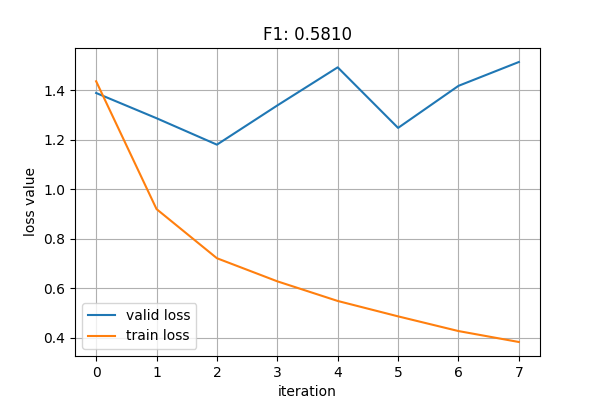 F1: 0.5810
loss value
1.4
1.2
1.0
0.8
0.6
0.4
valid loss
train loss
0 1 2 3 4 5 6 7
iteration